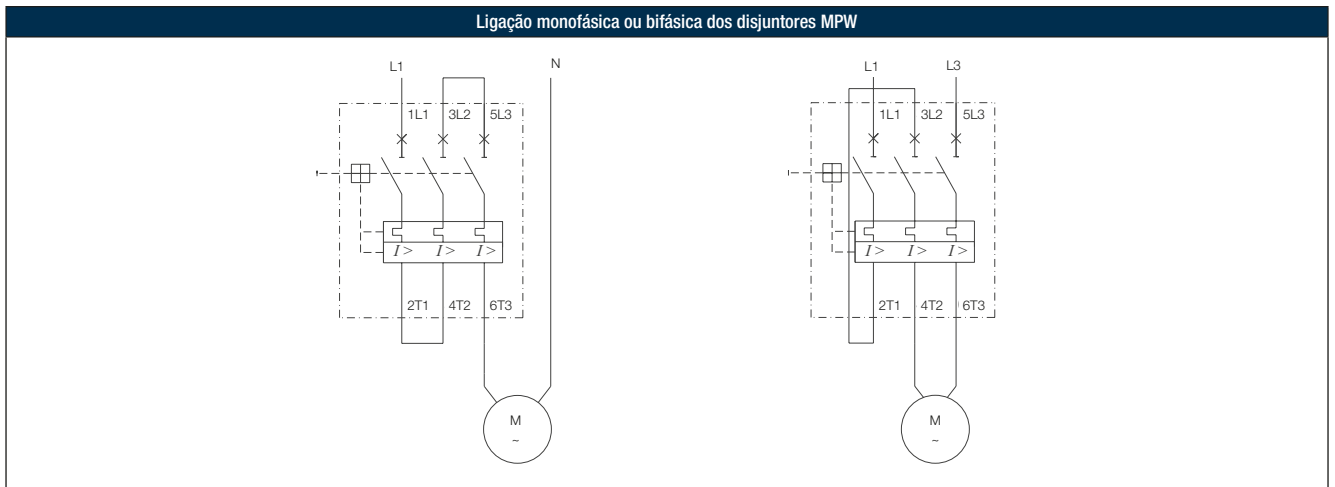 Ligação monofásica ou bifásica dos disjuntores MPW
L1 N
1L1 3L2 5L3
I> I> I>
2T1 4T2 6T3
M
~
L1 L3
1L1 3L2 5L3
I> I> I>
2T1 4T2 6T3
M
~